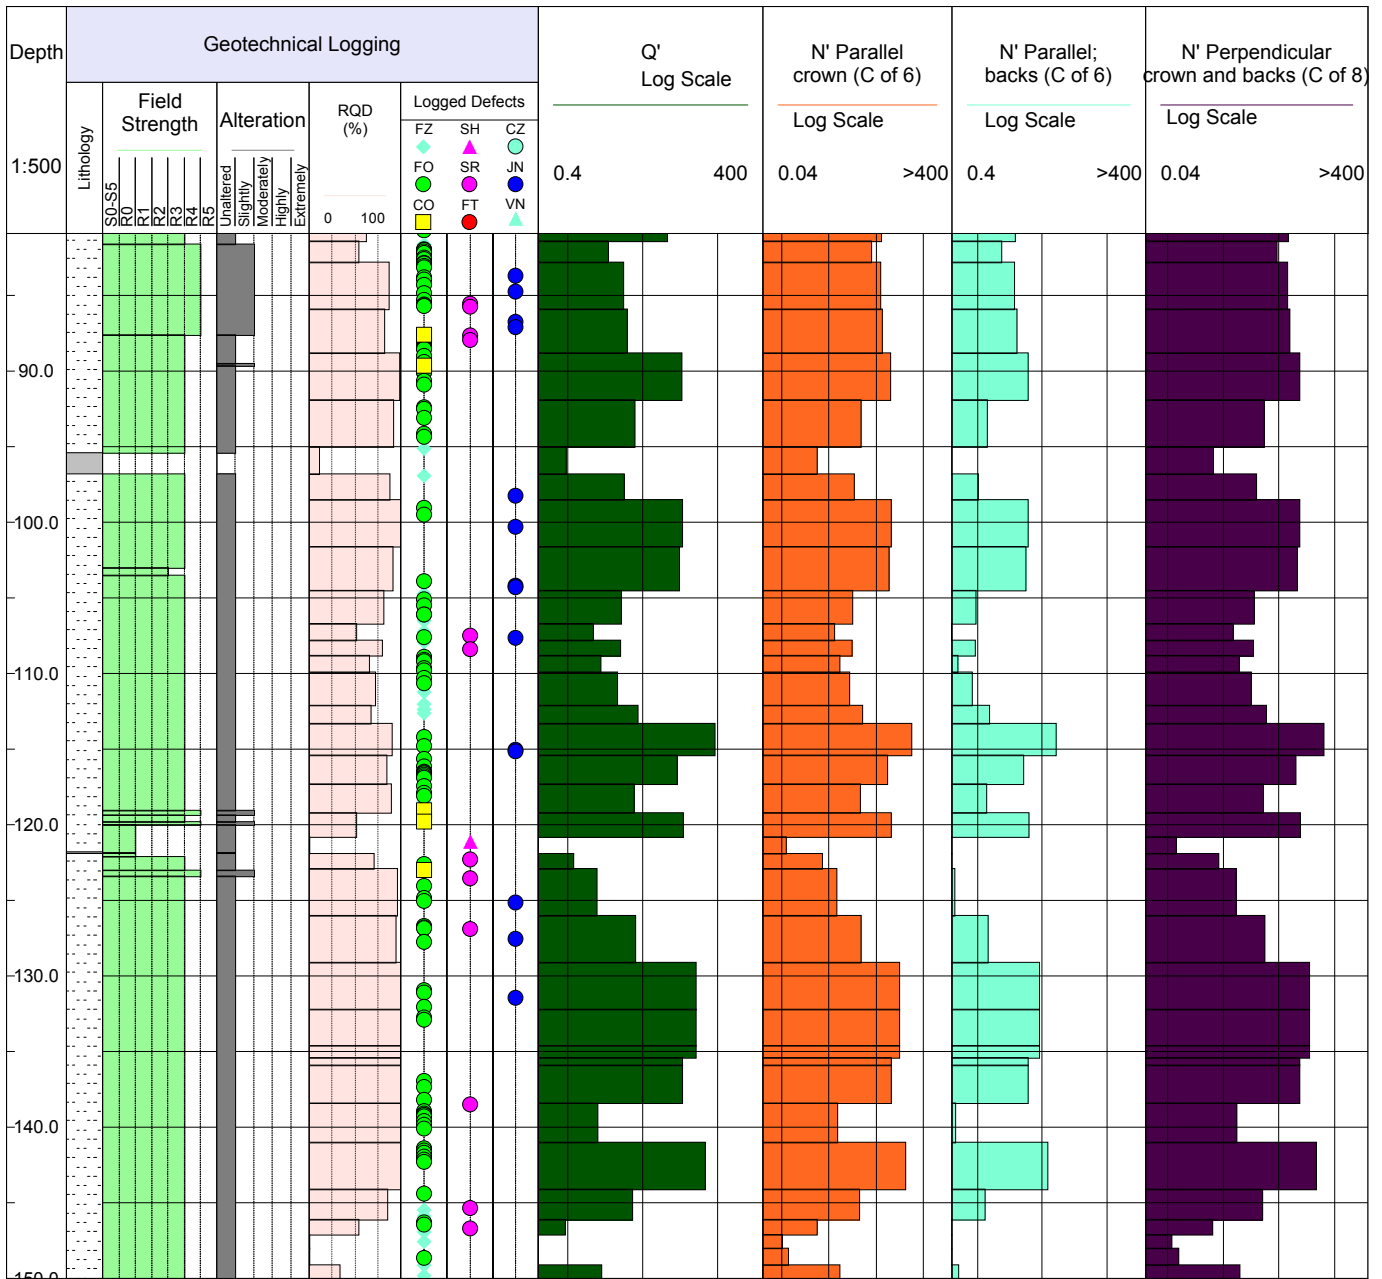 Depth
Geotechnical Logging
Q'
Log Scale
N' Parallel
crown (C of 6)
N' Parallel;
backs (C of 6)
N' Perpendicular
crown and backs (C of 8)
1:500
Lithology
Field
Strength
Alteration
RQD
(%)
Logged Defects
Log Scale
Log Scale
Log Scale
FZ
SH
CZ
FO
SR
JN
CO
FT
VN
S0-S5
R0
R1
R2
R3
R4
R5
Unaltered
Slightly
Moderately
Highly
Extremely
0 100
0.4 400
0.04 >400
0.4 >400
0.04 >400
90.0
100.0
110.0
120.0
130.0
140.0
150.0